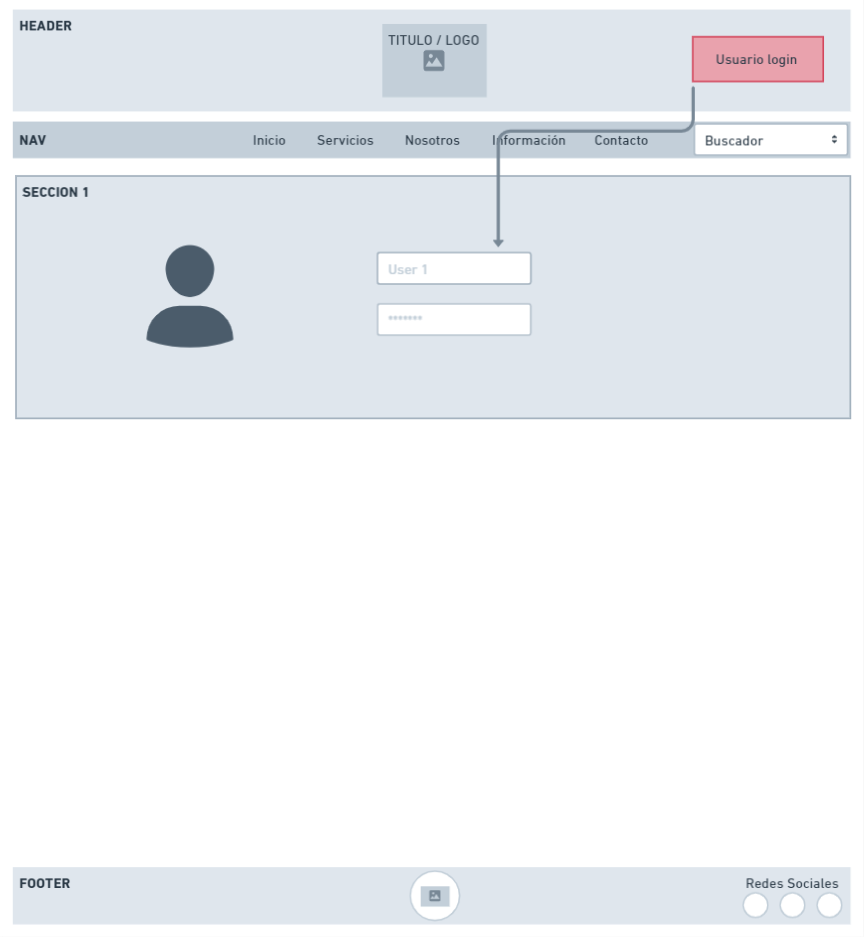 HEADER
TITULO / LOGO
Usuario login
NAV
Inicio
Servicios
Nosotros
Información
Contacto
Buscador
SECCION 1
User 1
*******
FOOTER
Redes Sociales